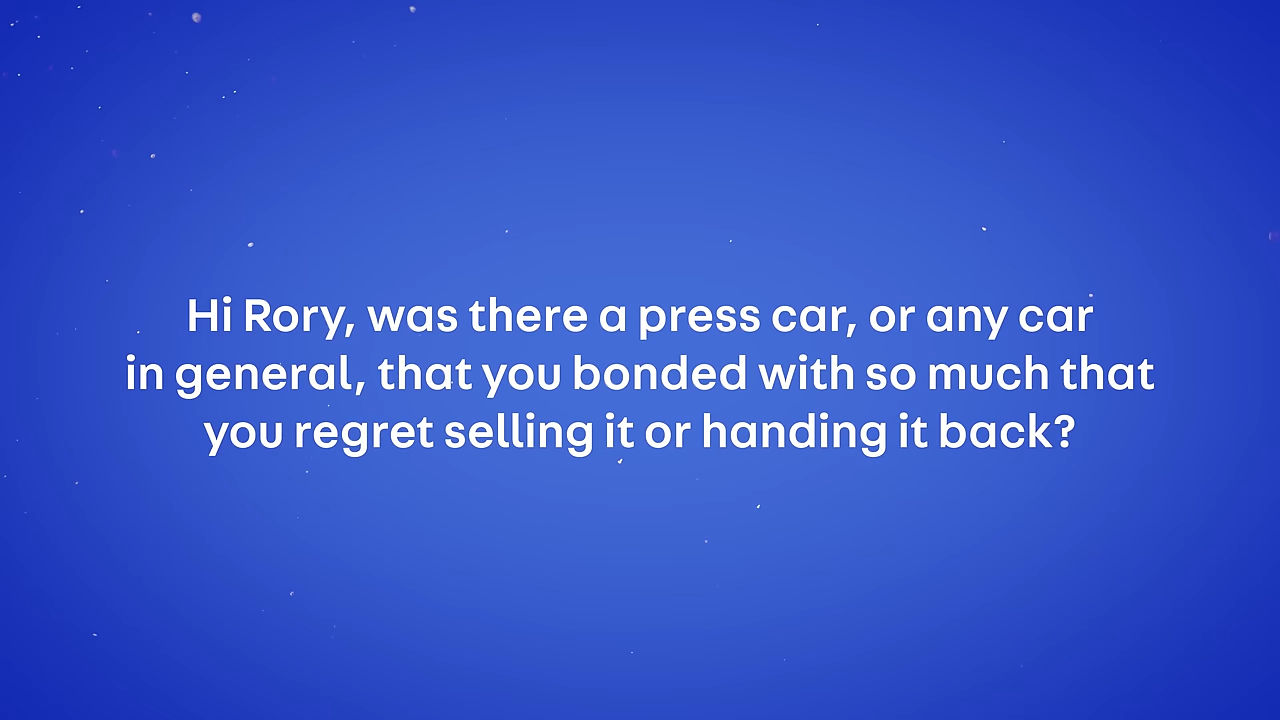 Hi Rory, was there a press car, or any car
in general, that you bonded with so much that
you regret selling it or handing it back?